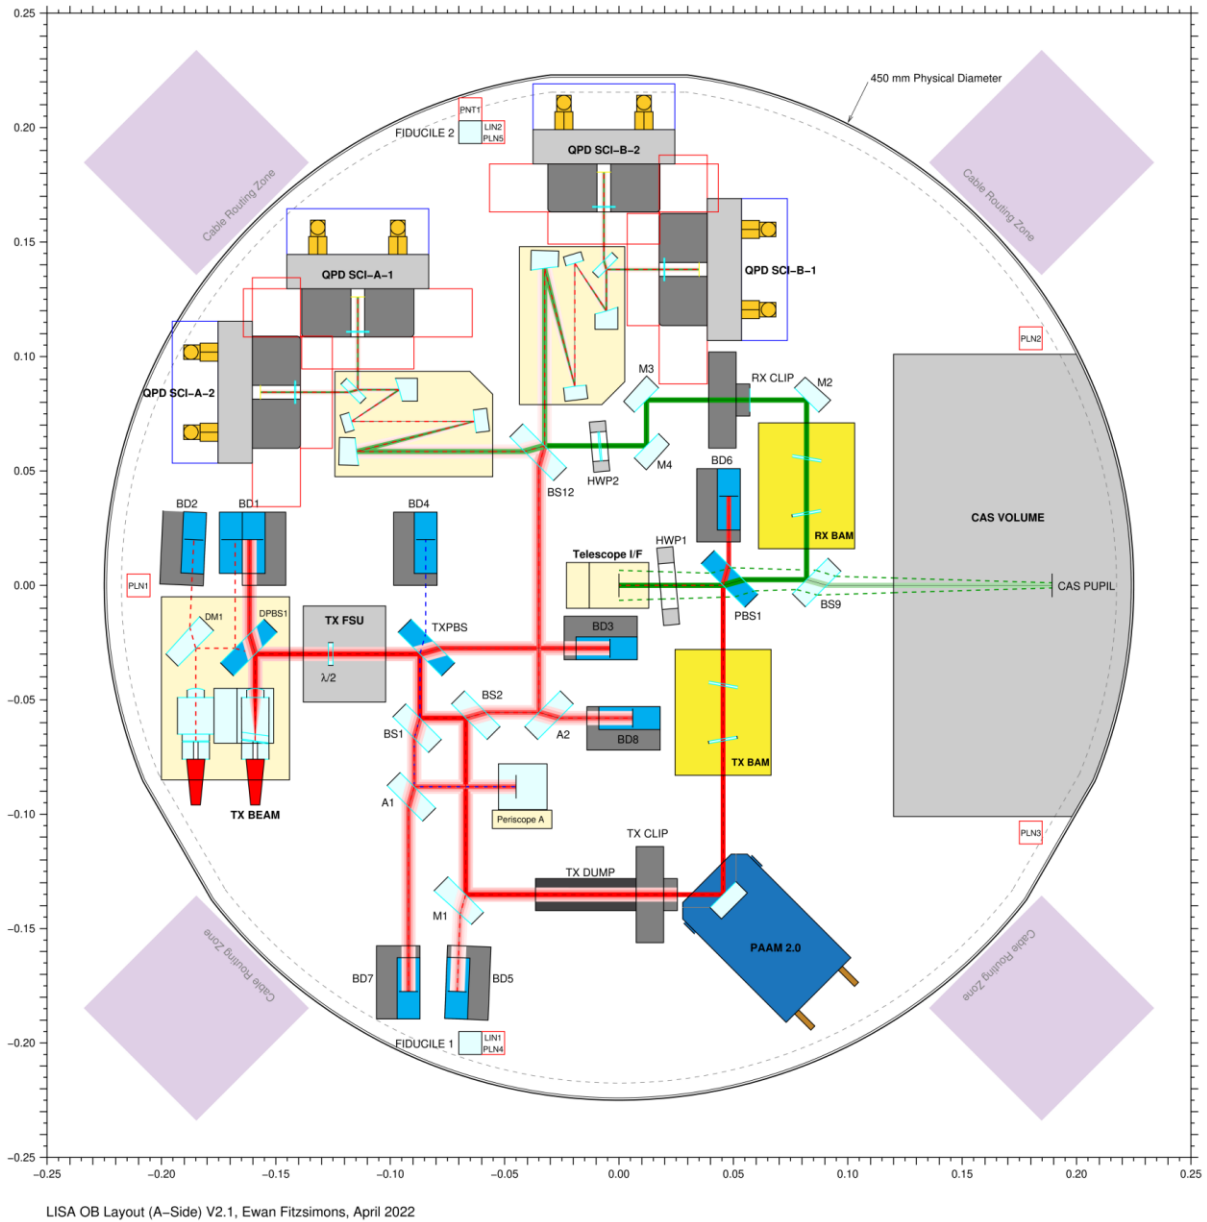 0.25
0.20
0.15
0.10
0.05
0.00
−0.05
−0.10
−0.15
−0.20
−0.25
450 mm Physical Diameter
PNT1
FIDUCILE 2
LIN2
PLN5
QPD SCI−B−2
Cable Routing Zone
Cable Routing Zone
QPD SCI−A−1
QPD SCI−B−1
PLN2
QPD SCI−A−2
M3
RX CLIP
M2
M4
HWP2
BS12
BD6
BD2
BD1
BD4
CAS VOLUME
RX BAM
HWP1
Telescope I/F
PLN1
CAS PUPIL
PBS1
BS9
DM1
DPBS1
TX FSU
TXPBS
BD3
λ/2
BS2
BS1
A2
BD8
TX BAM
A1
Periscope A
TX BEAM
TX CLIP
PLN3
TX DUMP
M1
PAAM 2.0
Cable Routing Zone
Cable Routing Zone
BD7
BD5
FIDUCILE 1
LIN1
PLN4
−0.25 −0.20 −0.15 −0.10 −0.05 0.00 0.05 0.10 0.15 0.20 0.25
LISA OB Layout (A−Side) V2.1, Ewan Fitzsimons, April 2022